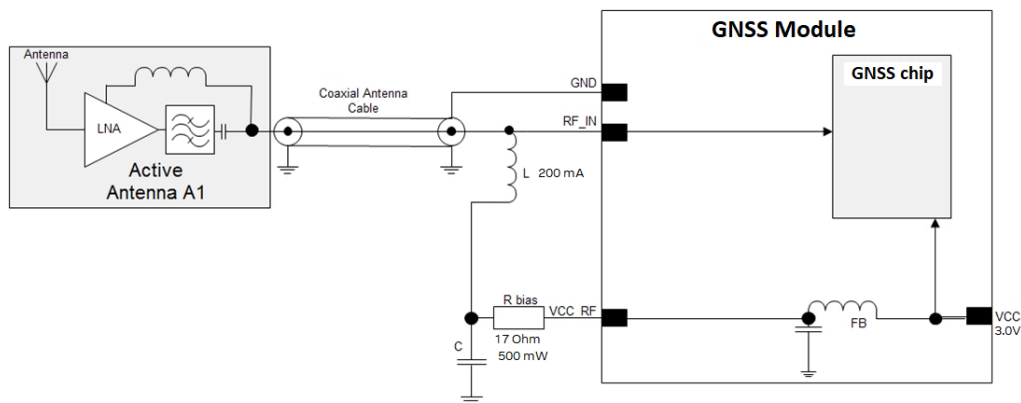 GNSS Module
Antenna
GNSS chip
Coaxial Antenna
Cable
GND
LNA
RF_IN
Active
Antenna A1
L 200 mA
R bias
VCC_RF
VCC
3.0V
FB
17 Ohm
500 mW
C